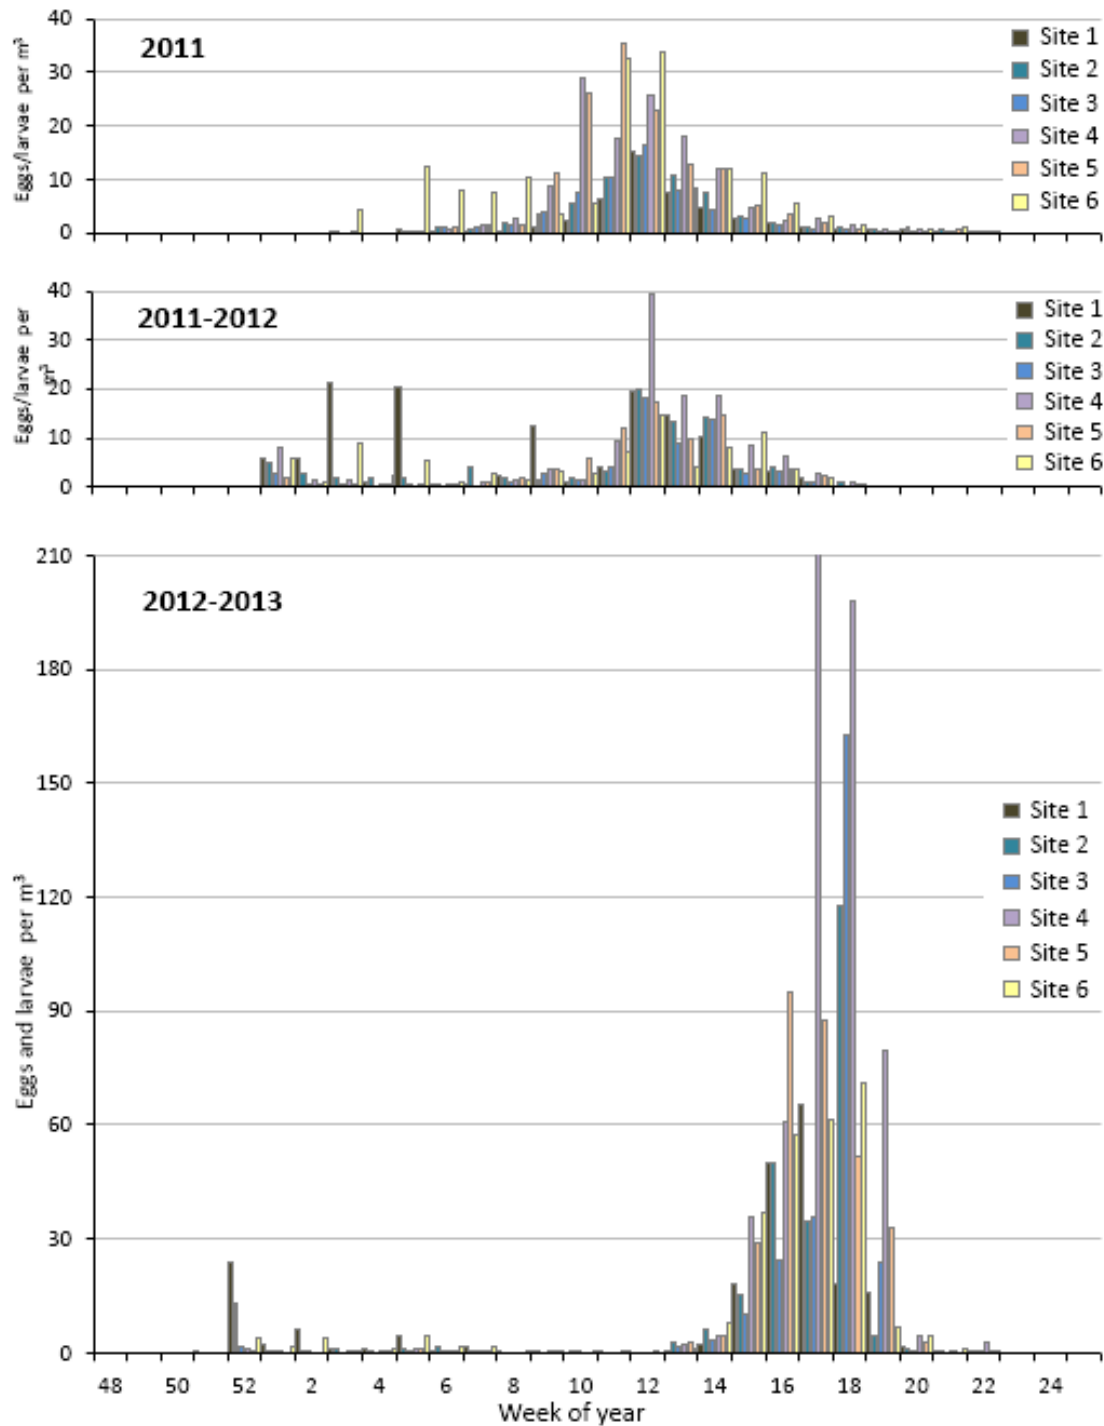 2011
Eggs/larvae per m³
40
30
20
10
0
Site 1
Site 2
Site 3
Site 4
Site 5
Site 6
2011-2012
Eggs/larvae per
m³
40
30
20
10
0
Site 1
Site 2
Site 3
Site 4
Site 5
Site 6
2012-2013
Eggs and larvae per m³
210
180
150
120
90
60
30
0
Site 1
Site 2
Site 3
Site 4
Site 5
Site 6
48 50 52 2 4 6 8 10 12 14 16 18 20 22 24
Week of year